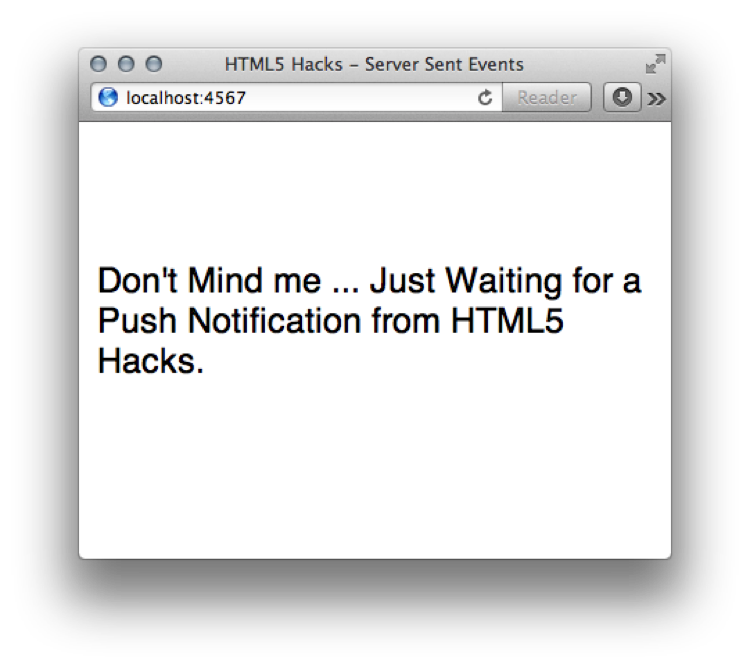 HTML5 Hacks – Server Sent Events
localhost:4567
Reader
Don't Mind me ... Just Waiting for a
Push Notification from HTML5
Hacks.